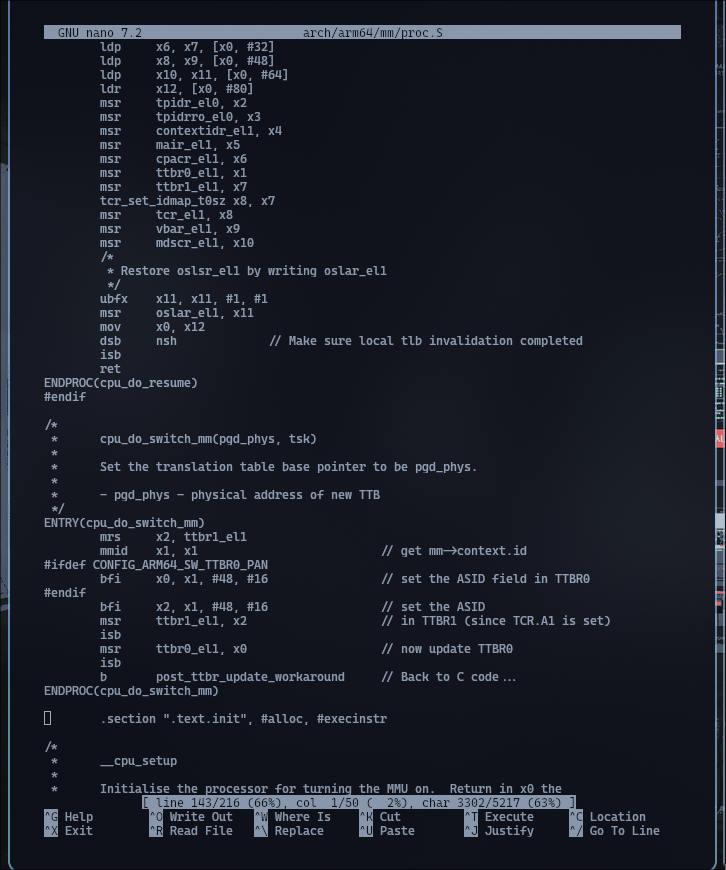 GNU nano 7.2                       arch/arm64/mm/proc.S
        ldp     x6, x7, [x0, #32]
        ldp     x8, x9, [x0, #48]
        ldp     x10, x11, [x0, #64]
        ldr     x12, [x0, #80]
        msr     tpidr_el0, x2
        msr     tpidrro_el0, x3
        msr     contextidr_el1, x4
        msr     mair_el1, x5
        msr     cpacr_el1, x6
        msr     ttbr0_el1, x1
        msr     ttbr1_el1, x7
        tcr_set_idmap_t0sz x8, x7
        msr     tcr_el1, x8
        msr     vbar_el1, x9
        msr     mdscr_el1, x10
        /*
         * Restore oslsr_el1 by writing oslar_el1
         */
        ubfx    x11, x11, #1, #1
        msr     oslar_el1, x11
        mov     x0, x12
        dsb     nsh             // Make sure local tlb invalidation completed
        isb
        ret
ENDPROC(cpu_do_resume)
#endif
/*
 *      cpu_do_switch_mm(pgd_phys, tsk)
 *
 *      Set the translation table base pointer to be pgd_phys.
 *
 *      - pgd_phys - physical address of new TTB
 */
ENTRY(cpu_do_switch_mm)
        mrs     x2, ttbr1_el1
        mmid    x1, x1                          // get mm->context.id
#ifdef CONFIG_ARM64_SW_TTBR0_PAN
        bfi     x0, x1, #48, #16                // set the ASID field in TTBR0
#endif
        bfi     x2, x1, #48, #16                // set the ASID
        msr     ttbr1_el1, x2                   // in TTBR1 (since TCR.A1 is set)
        isb
        msr     ttbr0_el1, x0                   // now update TTBR0
        isb
        b       post_ttbr_update_workaround     // Back to C code...
ENDPROC(cpu_do_switch_mm)
        .section ".text.init", #alloc, #execinstr
/*
 *      __cpu_setup
 *
 *      Initialise the processor for turning the MMU on.  Return in x0 the
[ line 143/216 (66%), col  1/50 (  2%), char 3302/5217 (63%) ]
^G Help        ^O Write Out   ^W Where Is    ^K Cut         ^T Execute     ^C Location
^X Exit        ^R Read File   ^\ Replace     ^U Paste       ^J Justify     ^/ Go To Line